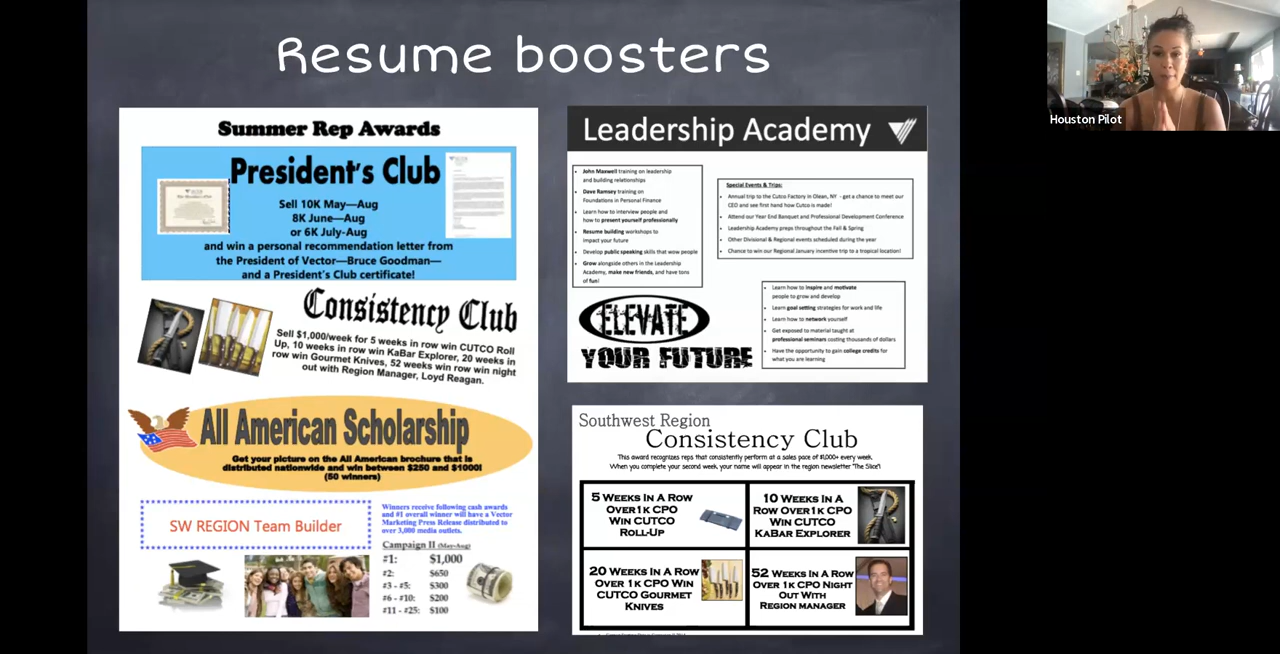 Resume boosters
Houston Pilot
Summer Rep Awards
President's Club
Sell 10K May—Aug
8K June—Aug
or 6K July-Aug
and win a personal recommendation letter from
the President of Vector—Bruce Goodman—
and a President's Club certificate!
Consistency Club
Sell $1,000/week for 5 weeks in row win CUTCO Roll
Up, 10 weeks in row win KaBar Explorer, 20 weeks in
row win Gourmet Knives, 52 weeks win row win night
out with Region Manager, Loyd Reagan.
All American Scholarship
Get your picture on the All American brochure that is
distributed nationwide and win between $250 and $1000!
(50 winners)
SW REGION Team Builder
Winners receive following cash awards
and #1 overall winner will have a Vector
Marketing Press Release distributed to
over 3,000 media outlets.
Campaign II (May-Aug)
#1: $1,000
#2: $650
#3 - #5: $300
#6 - #10: $200
#11 - #25: $100
Leadership Academy
• John Maxwell training on leadership
and building relationships
• Dave Ramsey training on
Foundations in Personal Finance
• Learn how to interview people and
how to present yourself professionally
• Resume building workshops to
impact your future
• Develop public speaking skills that wow people
• Grow alongside others in the Leadership
Academy, make new friends, and have tons
of fun!
Special Events & Trips:
• Annual trip to the Cutco Factory in Olean, NY - get a chance to meet our
CEO and see first hand how Cutco is made!
• Attend our Year End Banquet and Professional Development Conference
• Leadership Academy preps throughout the Fall & Spring
• Other Divisional & Regional events scheduled during the year
• Chance to win our Regional January incentive trip to a tropical location!
ELEVATE
YOUR FUTURE
• Learn how to inspire and motivate
people to grow and develop
• Learn goal setting strategies for work and life
• Learn how to network yourself
• Get exposed to material taught at
professional seminars costing thousands of dollars
• Have the opportunity to gain college credits for
what you are learning
Southwest Region
Consistency Club
This award recognizes reps that consistently perform at a sales pace of $1,000+ every week.
When you complete your second week, your name will appear in the region newsletter "The Slice"!
5 WEEKS IN A ROW
OVER 1K CPO
WIN CUTCO
ROLL-UP
10 WEEKS IN A
ROW OVER 1K CPO
WIN CUTCO
KABAR EXPLORER
20 WEEKS IN A ROW
OVER 1K CPO WIN
CUTCO GOURMET
KNIVES
52 WEEKS IN A ROW
OVER 1K CPO NIGHT
OUT WITH
REGION MANAGER